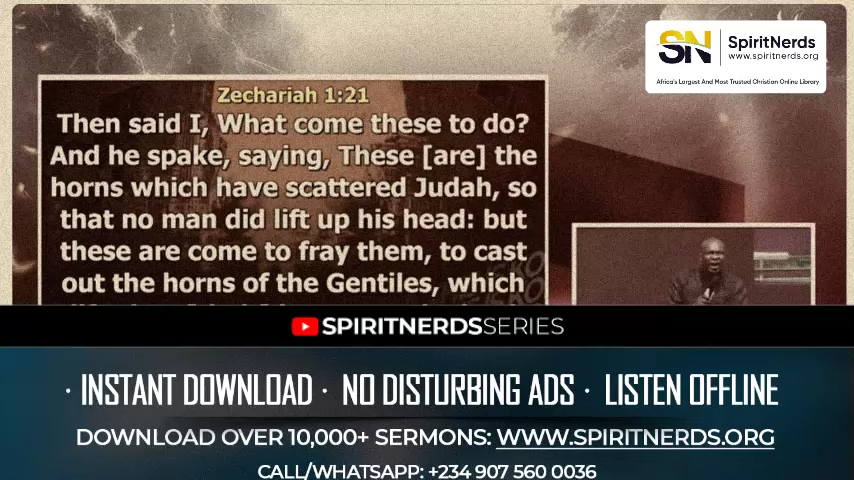 SN SpiritNerds
www.spiritnerds.org
Africa's Largest And Most Trusted Christian Online Library
Zechariah 1:21
Then said I, What come these to do?
And he spake, saying, These [are] the
horns which have scattered Judah, so
that no man did lift up his head: but
these are come to fray them, to cast
out the horns of the Gentiles, which
SPIRITNERDSSERIES
· INSTANT DOWNLOAD · NO DISTURBING ADS · LISTEN OFFLINE
DOWNLOAD OVER 10,000+ SERMONS: WWW.SPIRITNERDS.ORG
CALL/WHATSAPP: +234 907 560 0036